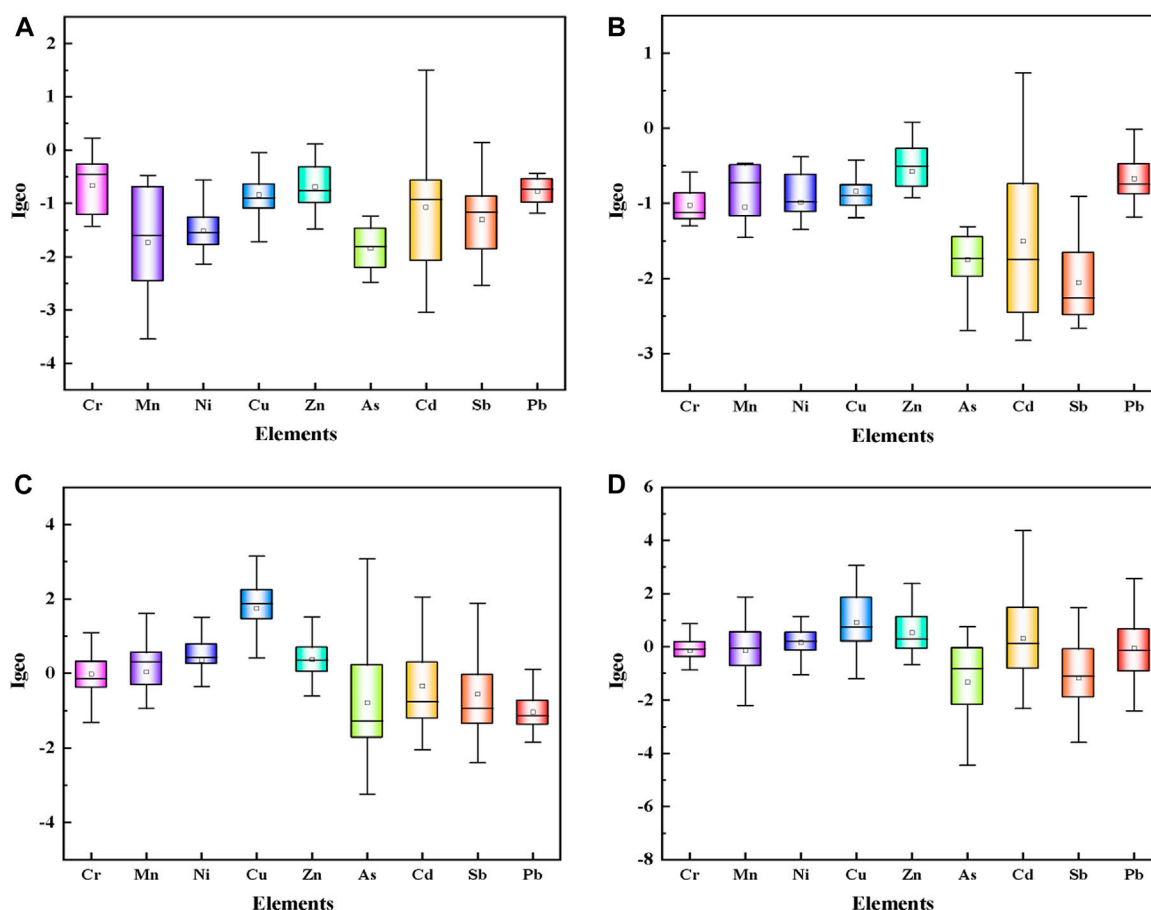 A
2
1
0
-1
-2
-3
-4
Igeo
Cr Mn Ni Cu Zn As Cd Sb Pb
Elements
B
1
0
-1
-2
-3
Igeo
Cr Mn Ni Cu Zn As Cd Sb Pb
Elements
C
4
2
0
-2
-4
Igeo
Cr Mn Ni Cu Zn As Cd Sb Pb
Elements
D
6
4
2
0
-2
-4
-6
-8
Igeo
Cr Mn Ni Cu Zn As Cd Sb Pb
Elements